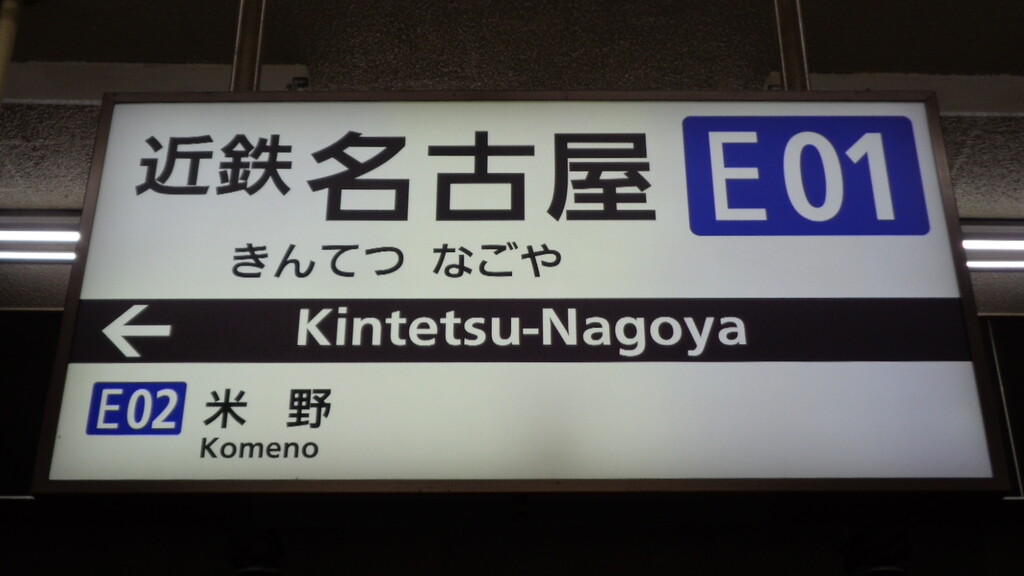 近鉄名古屋 E01
きんてつ なごや
← Kintetsu-Nagoya
E02 米野
Komeno